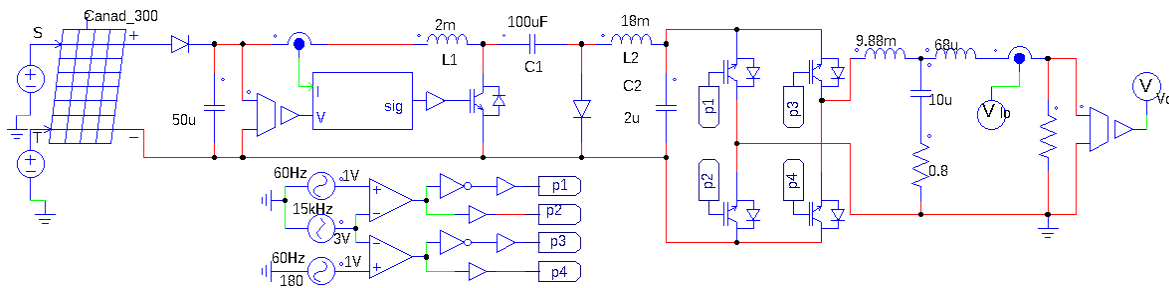 Canad_300
S
+
T
−
50u
I
V
sig
2m
L1
100uF
C1
18m
L2
C2
2u
p1
p3
p2
p4
9.88m
68u
10u
0.8
V
Io
V
Vo
60Hz
1V
15kHz
3V
60Hz
1V
180
p1
p2
p3
p4